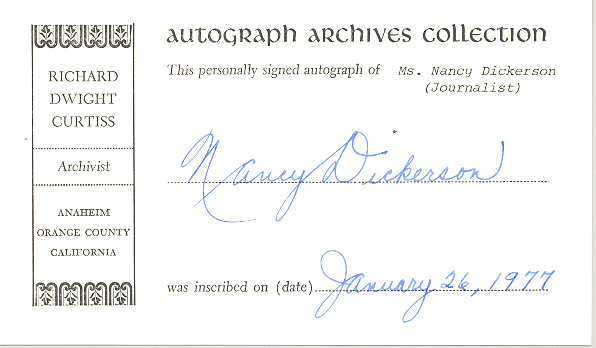 RICHARD
DWIGHT
CURTISS
Archivist
ANAHEIM
ORANGE COUNTY
CALIFORNIA
autograph archives collection
This personally signed autograph of Ms. Nancy Dickerson
(Journalist)
Nancy Dickerson
was inscribed on (date) January 26, 1977